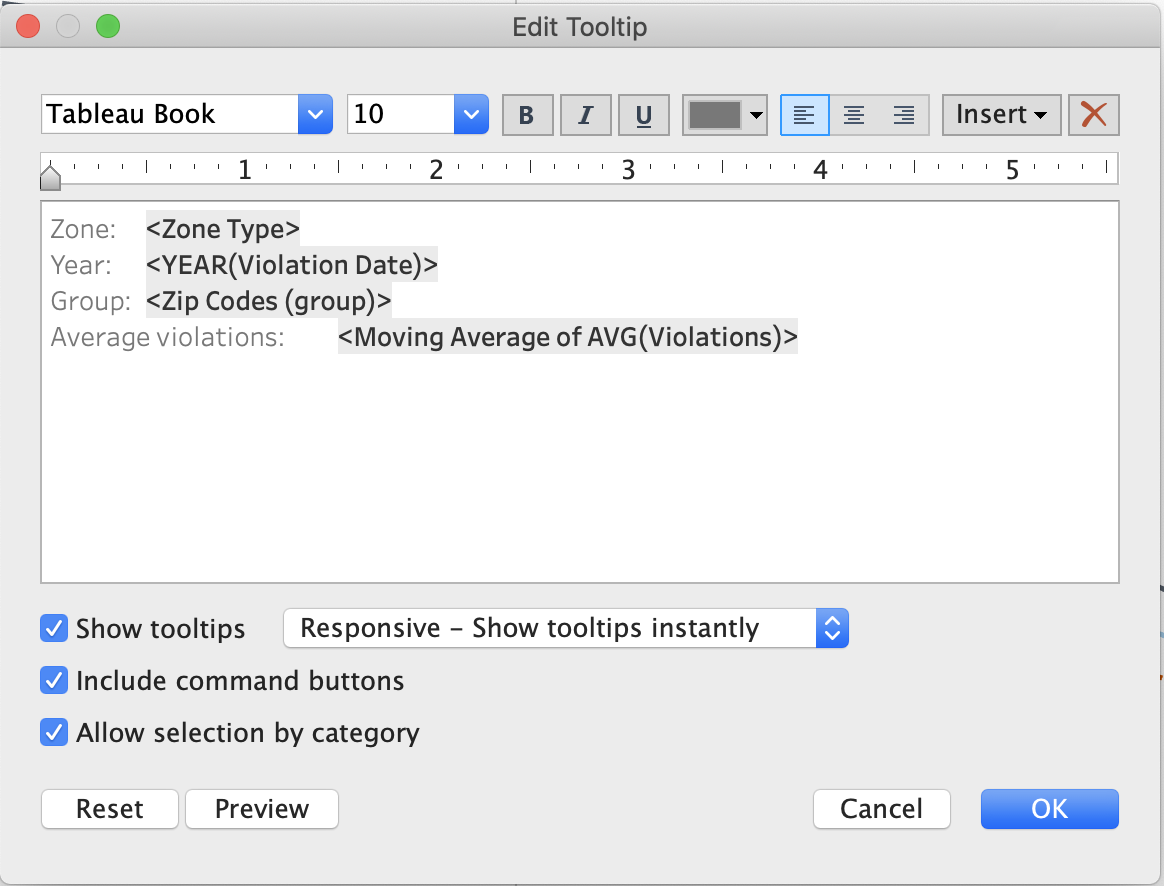 Edit Tooltip
Tableau Book 10 B I U Insert
1 2 3 4 5
Zone: <Zone Type>
Year: <YEAR(Violation Date)>
Group: <Zip Codes (group)>
Average violations: <Moving Average of AVG(Violations)>
Show tooltips Responsive – Show tooltips instantly
Include command buttons
Allow selection by category
Reset Preview Cancel OK